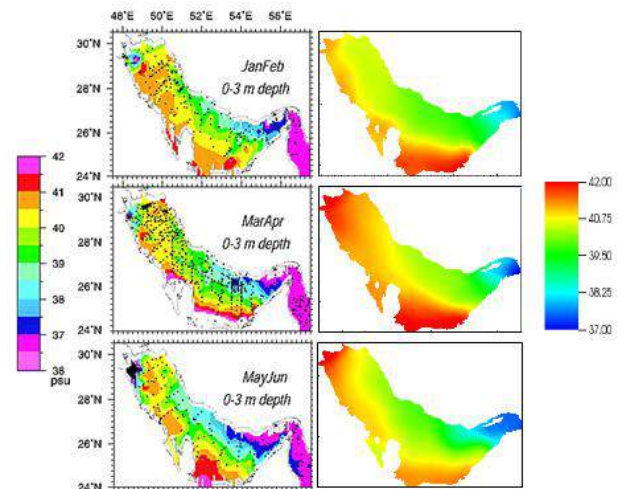 48°E 50°E 52°E 54°E 56°E
30°N
28°N
26°N
24°N
JanFeb
0-3 m depth
30°N
28°N
26°N
24°N
MarApr
0-3 m depth
30°N
28°N
26°N
24°N
MayJun
0-3 m depth
42
41
40
39
38
37
36
psu
42.00
40.75
39.50
38.25
37.00